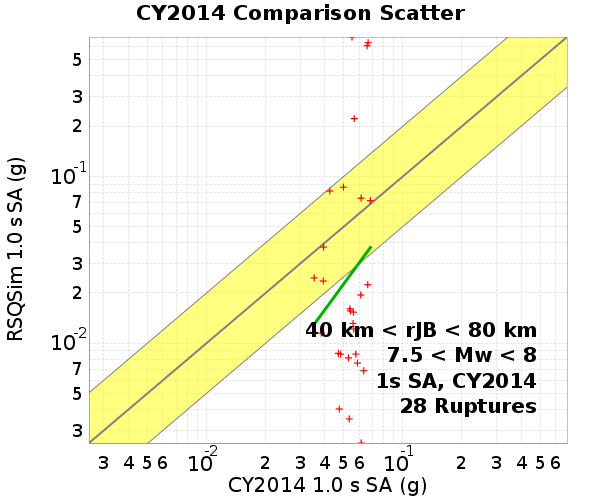 CY2014 Comparison Scatter
RSQSim 1.0 s SA (g)
5
3
2
10-1
7
5
3
2
10-2
7
5
3
40 km < rJB < 80 km
7.5 < Mw < 8
1s SA, CY2014
28 Ruptures
3 4 5 6 10-2 2 3 4 5 6 10-1 2 3 4 5 6
CY2014 1.0 s SA (g)